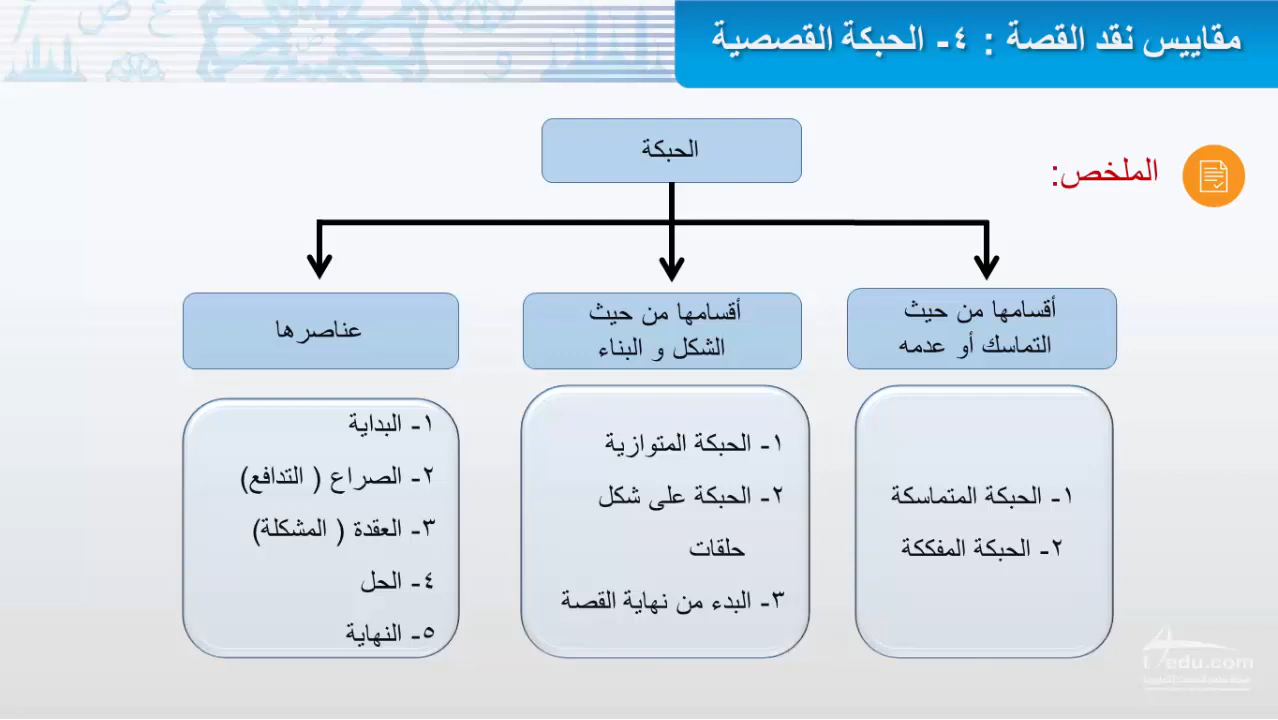 مقاييس نقد القصة : ٤- الحبكة القصصية
الملخص:
الحبكة
أقسامها من حيث
التماسك أو عدمه
١- الحبكة المتماسكة
٢- الحبكة المفككة
أقسامها من حيث
الشكل و البناء
١- الحبكة المتوازية
٢- الحبكة على شكل
حلقات
٣- البدء من نهاية القصة
عناصرها
١- البداية
٢- الصراع ( التدافع)
٣- العقدة ( المشكلة)
٤- الحل
٥- النهاية